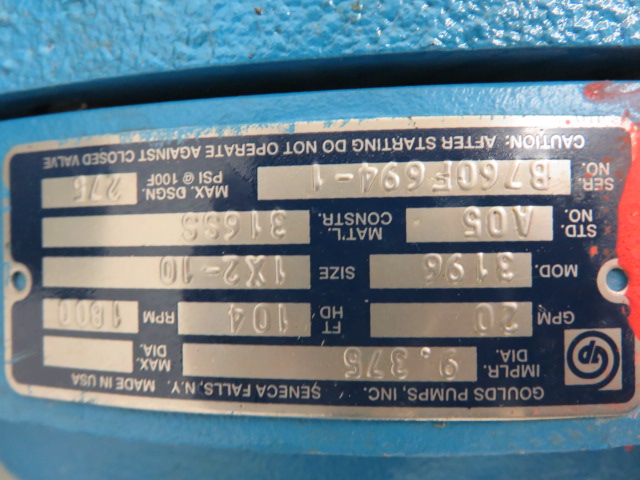 GOULDS PUMPS, INC. SENECA FALLS, N.Y. MADE IN USA
IMPLR. DIA. 9.375 MAX. DIA.
GPM 20 FT HD 104 RPM 1800
MOD. 3196 SIZE 1X2-10
STD. NO. A05 MAT'L. CONSTR. 316SS
SER. NO. B760F694-1 MAX. DSGN. PSI @ 100F 275
CAUTION: AFTER STARTING DO NOT OPERATE AGAINST CLOSED VALVE